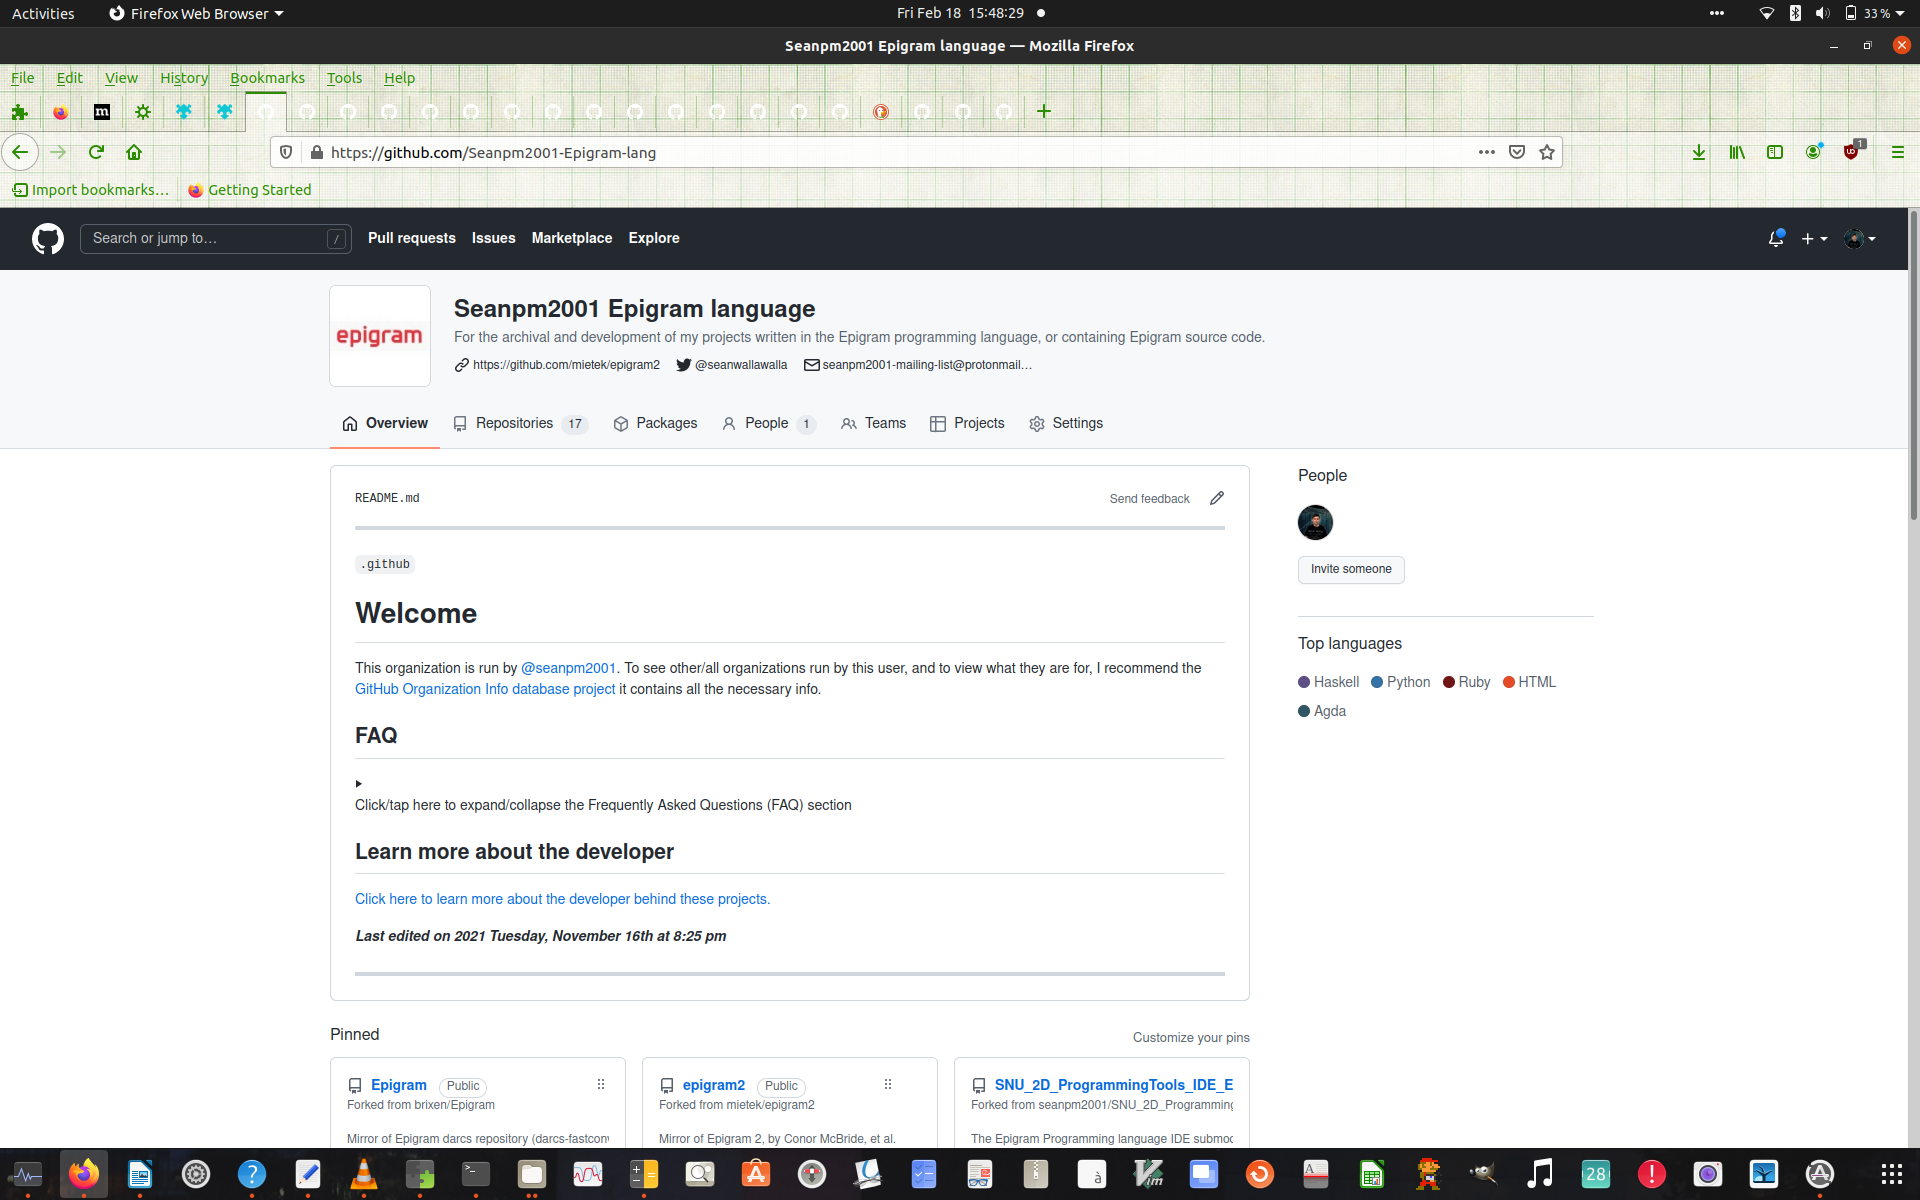 Activities
Firefox Web Browser
Fri Feb 18 15:48:29
33 %
Seanpm2001 Epigram language — Mozilla Firefox
File Edit View History Bookmarks Tools Help
https://github.com/Seanpm2001-Epigram-lang
1
Import bookmarks… Getting Started
Search or jump to… /
Pull requests Issues Marketplace Explore
epigram
Seanpm2001 Epigram language
For the archival and development of my projects written in the Epigram programming language, or containing Epigram source code.
https://github.com/mietek/epigram2 @seanwallawalla seanpm2001-mailing-list@protonmail…
Overview Repositories 17 Packages People 1 Teams Projects Settings
README.md
Send feedback
.github
Welcome
This organization is run by @seanpm2001. To see other/all organizations run by this user, and to view what they are for, I recommend the
GitHub Organization Info database project it contains all the necessary info.
FAQ
Click/tap here to expand/collapse the Frequently Asked Questions (FAQ) section
Learn more about the developer
Click here to learn more about the developer behind these projects.
Last edited on 2021 Tuesday, November 16th at 8:25 pm
People
Invite someone
Top languages
Haskell Python Ruby HTML
Agda
Pinned
Customize your pins
Epigram Public
Forked from brixen/Epigram
Mirror of Epigram darcs repository (darcs-fastconv
epigram2 Public
Forked from mietek/epigram2
Mirror of Epigram 2, by Conor McBride, et al.
SNU_2D_ProgrammingTools_IDE_E
Forked from seanpm2001/SNU_2D_Programming
The Epigram Programming language IDE submod
28